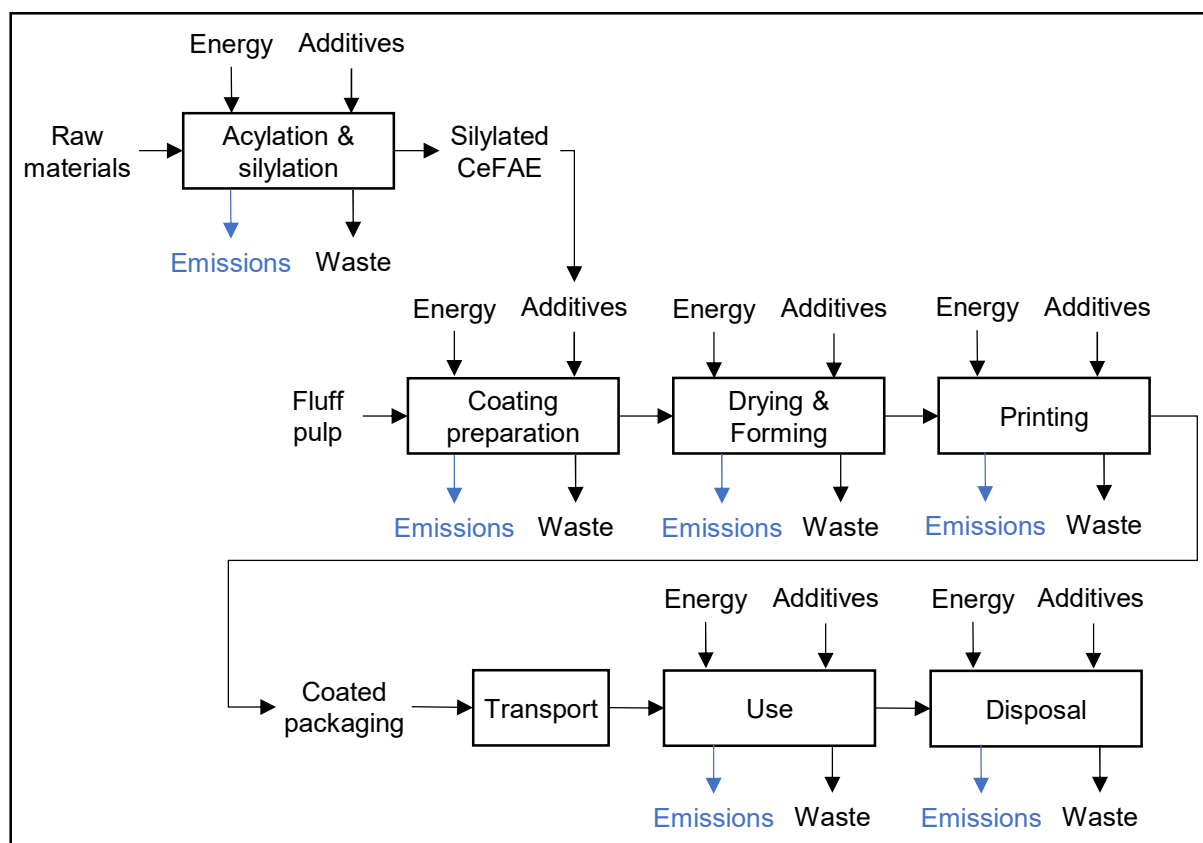 Energy Additives
Raw
materials
Acylation &
silylation
Silylated
CeFAE
Emissions Waste
Energy Additives Energy Additives Energy Additives
Fluff
pulp
Coating
preparation
Drying &
Forming
Printing
Emissions Waste Emissions Waste Emissions Waste
Energy Additives Energy Additives
Coated
packaging
Transport
Use
Disposal
Emissions Waste Emissions Waste